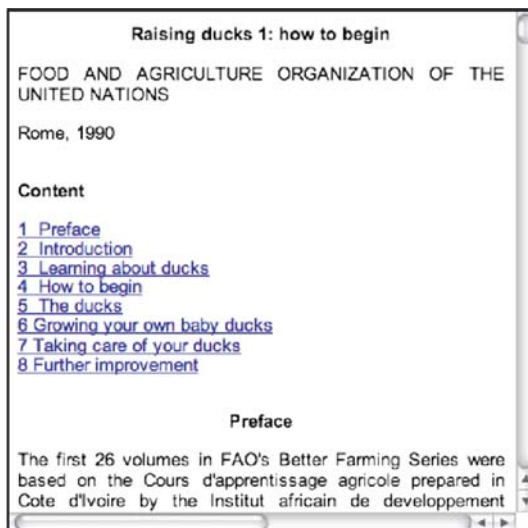 Raising ducks 1: how to begin
FOOD AND AGRICULTURE ORGANIZATION OF THE
UNITED NATIONS
Rome, 1990
Content
1 Preface
2 Introduction
3 Learning about ducks
4 How to begin
5 The ducks
6 Growing your own baby ducks
7 Taking care of your ducks
8 Further improvement
Preface
The first 26 volumes in FAO's Better Farming Series were
based on the Cours d'apprentissage agricole prepared in
Cote d'Ivoire by the Institut africain de developpement